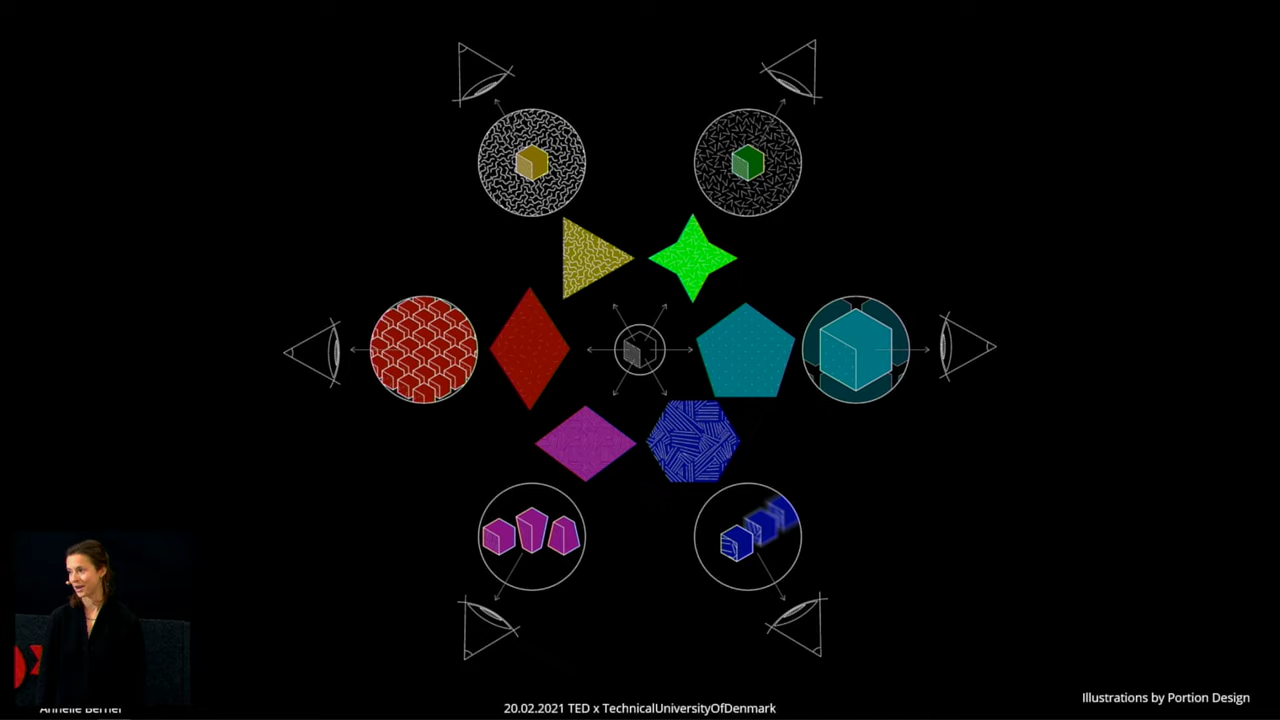 Illustrations by Portion Design
20.02.2021 TED x TechnicalUniversityOfDenmark